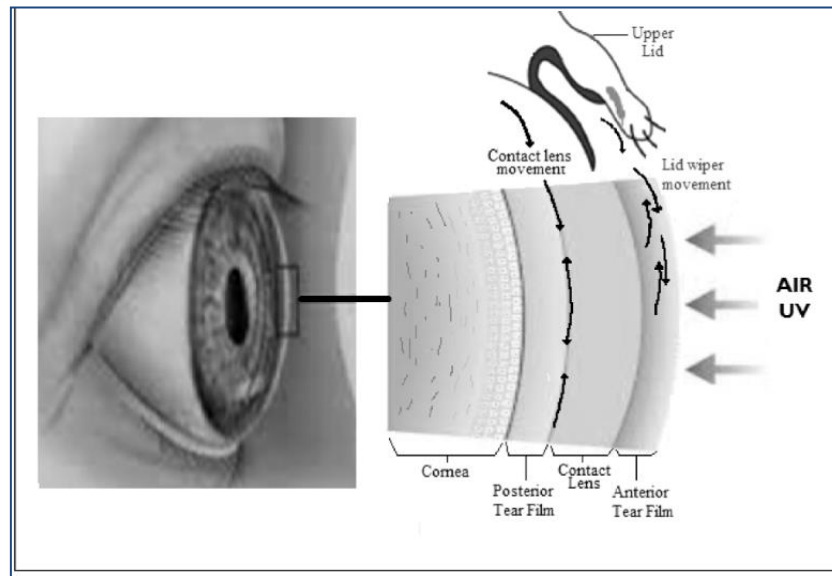 Upper
Lid
Contact lens
movement
Lid wiper
movement
AIR
UV
Cornea
Posterior
Tear Film
Contact
Lens
Anterior
Tear Film